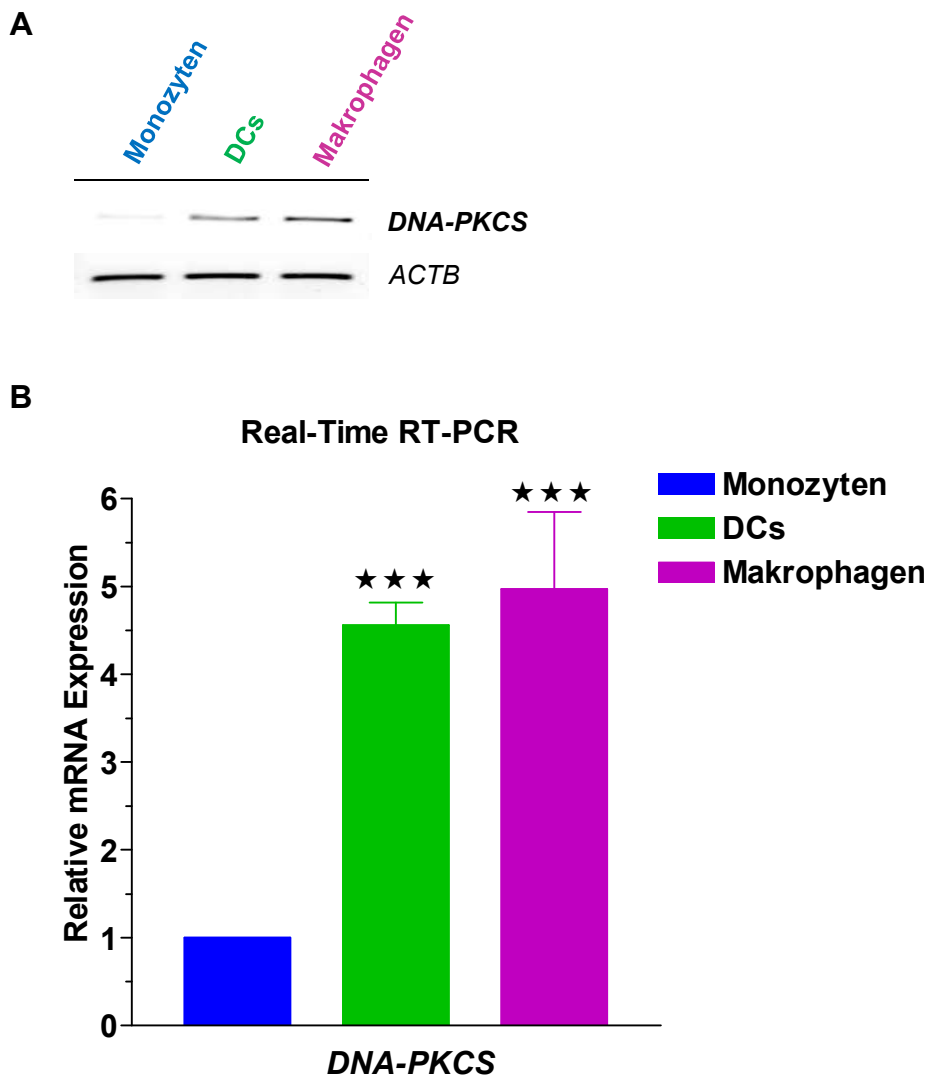 A
Monozyten
DCs
Makrophagen
DNA-PKCS
ACTB
B
Real-Time RT-PCR
★★★
★★★
Monozyten
DCs
Makrophagen
Relative mRNA Expression
6
5
4
3
2
1
0
DNA-PKCS